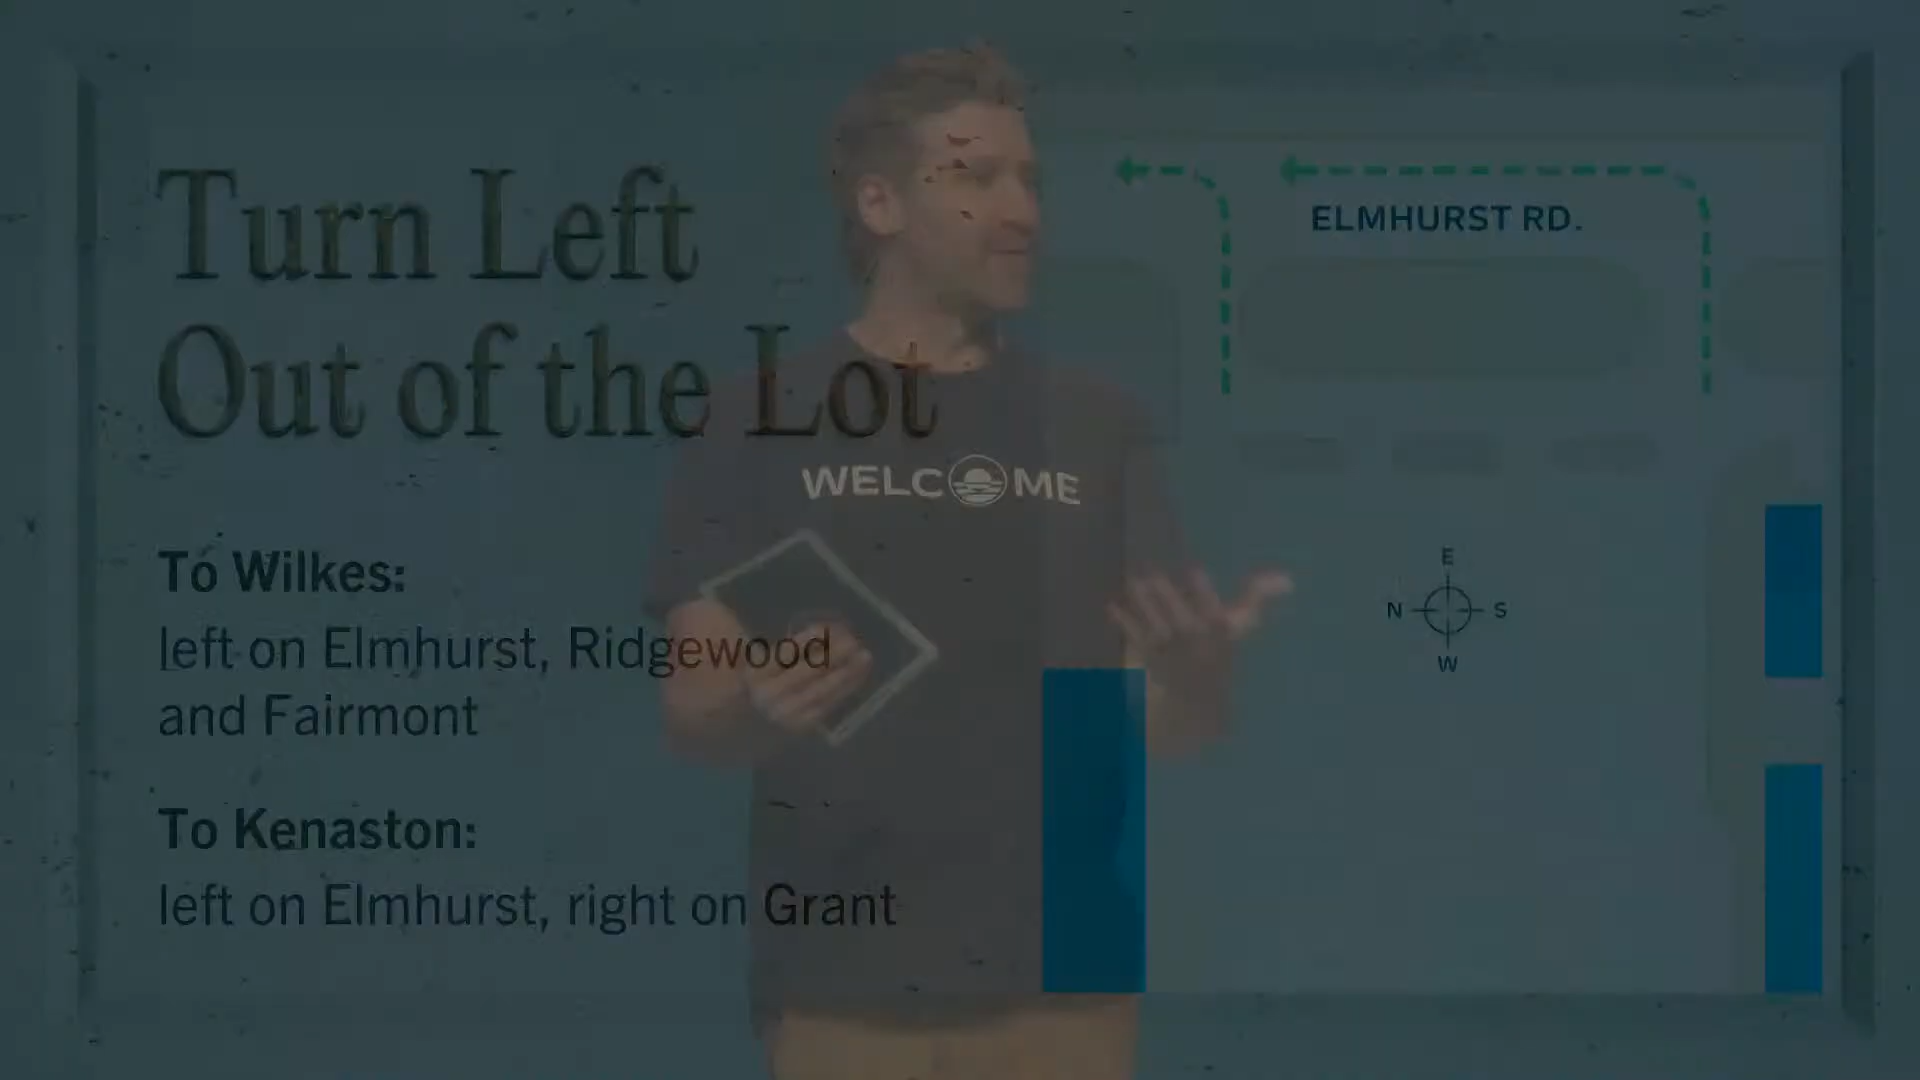 Turn Left
Out of the Lot
To Wilkes:
left on Elmhurst, Ridgewood
and Fairmont
To Kenaston:
left on Elmhurst, right on Grant
ELMHURST RD.
WELCOME
E
N S
W